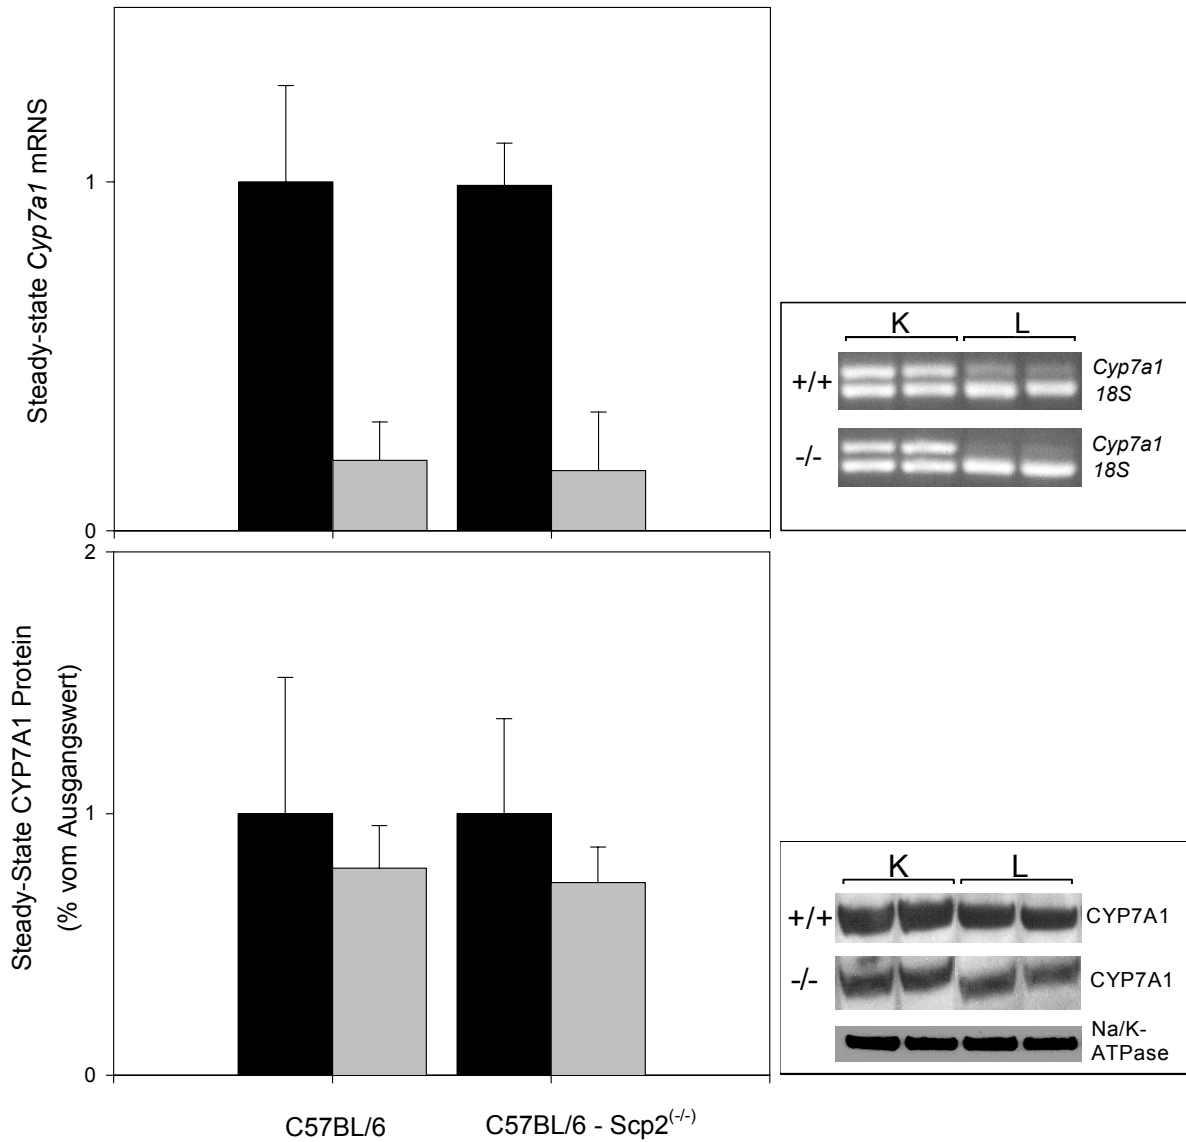 Steady-state Cyp7a1 mRNS
1
0
K L
+/+ Cyp7a1
18S
-/- Cyp7a1
18S
Steady-State CYP7A1 Protein
(% vom Ausgangswert)
2
1
0
K L
+/+ CYP7A1
-/- CYP7A1
Na/K-
ATPase
C57BL/6 C57BL/6 - Scp2(-/-)